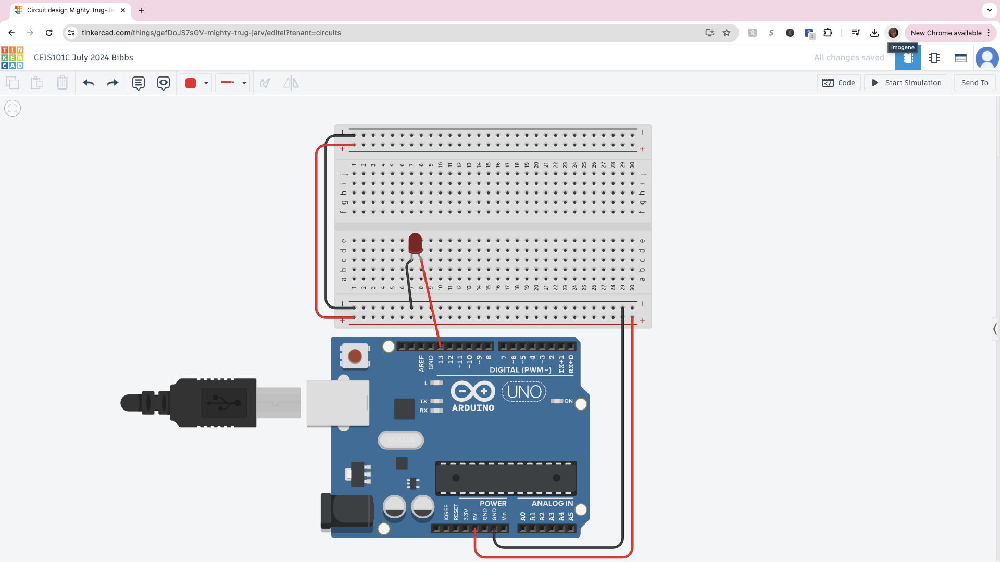 Circuit design Mighty Trug-Ja
tinkercad.com/things/gefDoJS7sGV-mighty-trug-jarv/editel?tenant=circuits
New Chrome available
Imogene
TINKERCAD
CEIS101C July 2024 Bibbs
All changes saved
Code
Start Simulation
Send To
1 2 3 4 5 6 7 8 9 10 11 12 13 14 15 16 17 18 19 20 21 22 23 24 25 26 27 28 29 30
j j
i i
h h
g g
f f
e e
d d
c c
b b
a a
1 2 3 4 5 6 7 8 9 10 11 12 13 14 15 16 17 18 19 20 21 22 23 24 25 26 27 28 29 30
AREF GND 13 12 ~11 ~10 ~9 8 7 ~6 ~5 4 ~3 2 TX→1 RX←0
DIGITAL (PWM~)
L
UNO
TX
RX
ARDUINO
ON
POWER
ANALOG IN
IOREF RESET 3.3V 5V GND GND Vin A0 A1 A2 A3 A4 A5